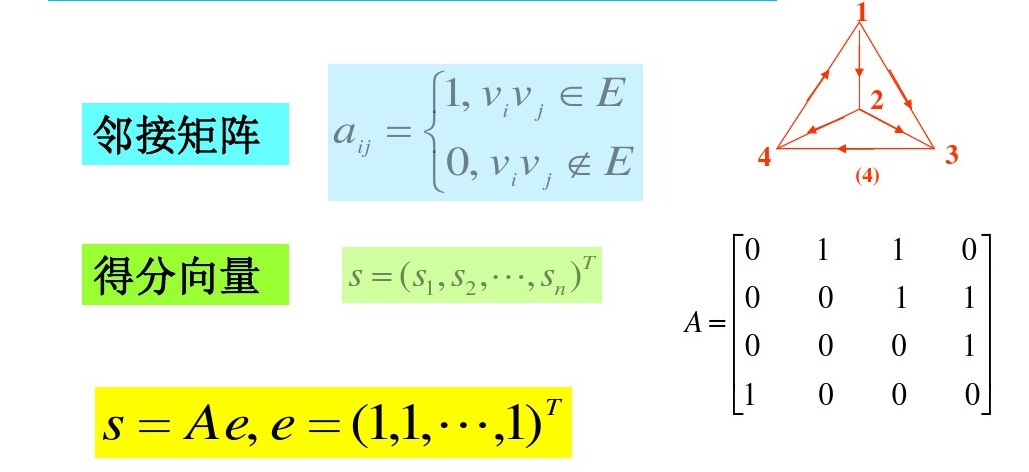 邻接矩阵
a_{ij} = { 1, v_i v_j ∈ E
0, v_i v_j ∉ E
1
2
4
3
(4)
得分向量
s = (s_1, s_2, ⋯, s_n)^T
A = [ 0 1 1 0
0 0 1 1
0 0 0 1
1 0 0 0 ]
s = Ae, e = (1,1,⋯,1)^T